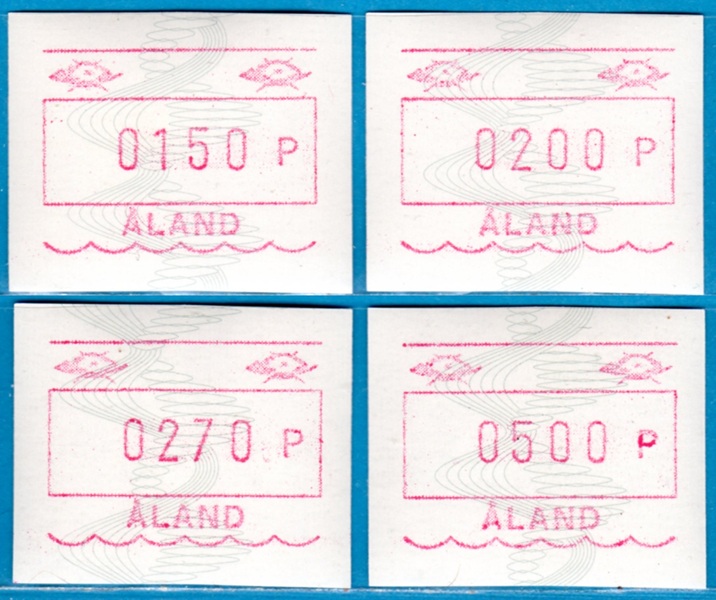 0150 P
ÅLAND
0200 P
ÅLAND
0270 P
ÅLAND
0500 P
ÅLAND